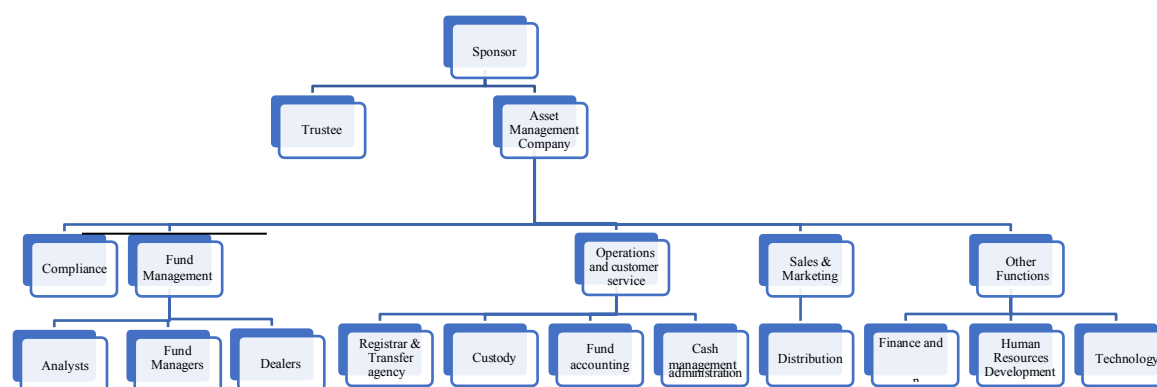 Sponsor
Trustee
Asset
Management
Company
Compliance
Fund
Management
Operations
and customer
service
Sales &
Marketing
Other
Functions
Analysts
Fund
Managers
Dealers
Registrar &
Transfer
agency
Custody
Fund
accounting
Cash
management
administration
Distribution
Finance and
Human
Resources
Development
Technology